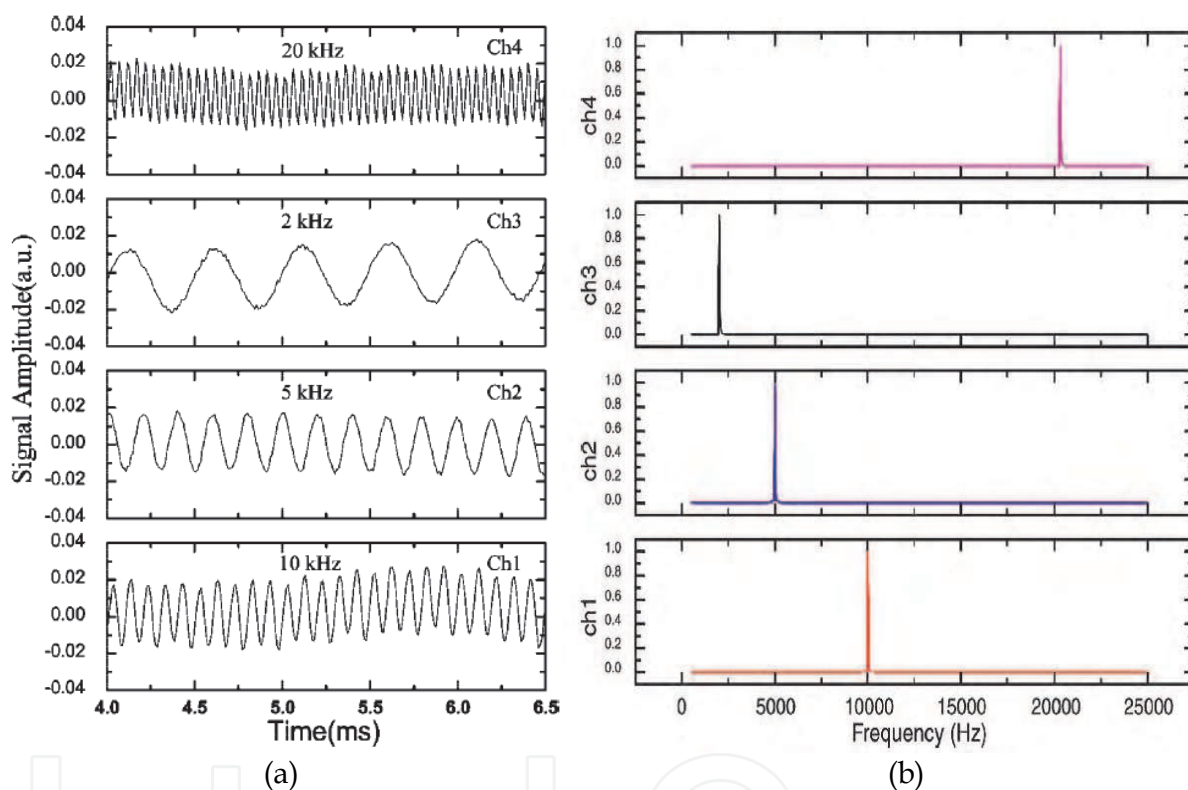 Signal Amplitude(a.u.)
0.04
0.02
0.00
-0.02
-0.04
20 kHz
Ch4
0.04
0.02
0.00
-0.02
-0.04
2 kHz
Ch3
0.04
0.02
0.00
-0.02
-0.04
5 kHz
Ch2
0.04
0.02
0.00
-0.02
-0.04
10 kHz
Ch1
4.0 4.5 5.0 5.5 6.0 6.5
Time(ms)
(a)
ch4
1.0
0.8
0.6
0.4
0.2
0.0
ch3
1.0
0.8
0.6
0.4
0.2
0.0
ch2
1.0
0.8
0.6
0.4
0.2
0.0
ch1
1.0
0.8
0.6
0.4
0.2
0.0
0 5000 10000 15000 20000 25000
Frequency (Hz)
(b)